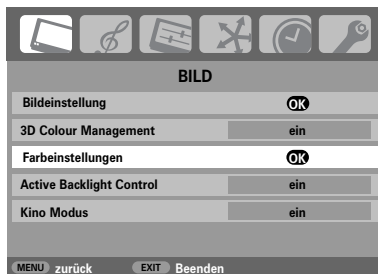 BILD
Bildeinstellung OK
3D Colour Management ein
Farbeinstellungen OK
Active Backlight Control ein
Kino Modus ein
MENU zurück EXIT Beenden